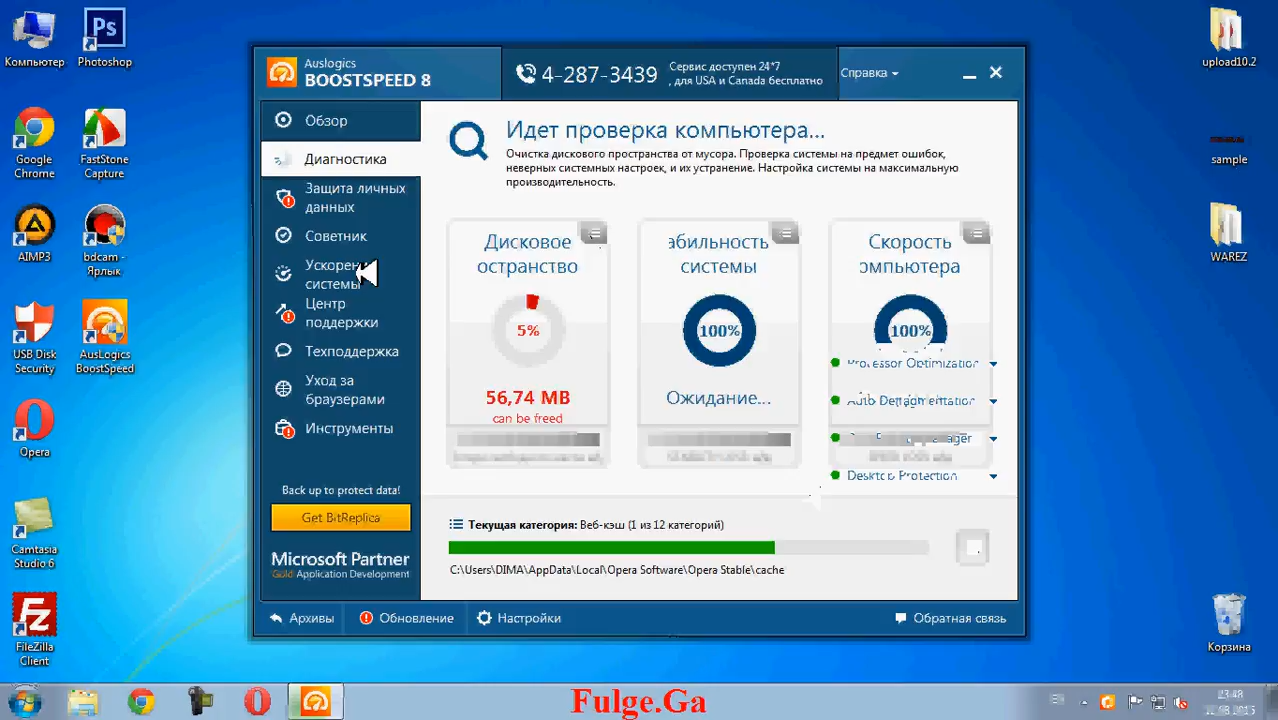 Компьютер
Photoshop
Google
Chrome
FastStone
Capture
AIMP3
bdcam -
Ярлык
USB Disk
Security
AusLogics
BoostSpeed
Opera
Camtasia
Studio 6
FileZilla
Client
upload10.2
sample
WAREZ
Корзина
Auslogics
BOOSTSPEED 8
4-287-3439
Сервис доступен 24*7
, для USA и Canada бесплатно
Справка
Обзор
Диагностика
Защита личных
данных
Советник
системы
Центр
поддержки
Техподдержка
Уход за
браузерами
Инструменты
Back up to protect data!
Get BitReplica
Microsoft Partner
Gold Application Development
Идет проверка компьютера...
Очистка дискового пространства от мусора. Проверка системы на предмет ошибок,
неверных системных настроек, и их устранение. Настройка системы на максимальную
производительность.
Дисковое
остранство
5%
56,74 MB
can be freed
абильность
системы
100%
Ожидание...
Скорость
омпьютера
100%
Processor Optimization
Auto Defragmentation
Desktop Protection
Текущая категория: Веб-кэш (1 из 12 категорий)
C:\Users\DIMA\AppData\Local\Opera Software\Opera Stable\cache
Архивы
Обновление
Настройки
Обратная связь
Fulge.Ga
23:48